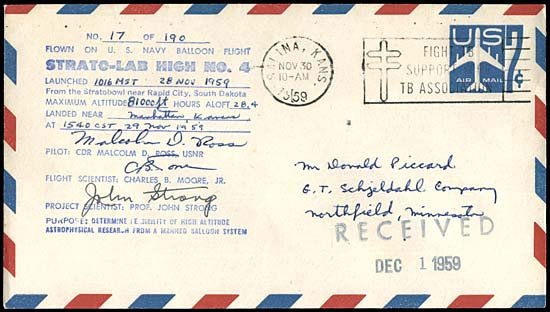 NO. 17 OF 190
FLOWN ON U. S. NAVY BALLOON FLIGHT
STRATO-LAB HIGH NO. 4
LAUNCHED 1016 MST 28 NOV 1959
From the Stratobowl near Rapid City, South Dakota
MAXIMUM ALTITUDE 81000 ft HOURS ALOFT 28.4
LANDED NEAR Manhattan, Kansas
AT 1540 CST 29 Nov 1959
Malcolm D. Ross
PILOT: CDR MALCOLM D. ROSS, USNR
FLIGHT SCIENTIST: CHARLES B. MOORE, JR.
John Strong
PROJECT SCIENTIST: PROF. JOHN STRONG
PURPOSE: DETERMINE OF HIGH ALTITUDE
ASTROPHYSICAL RESEARCH FROM A MANNED BALLOON SYSTEM
SALINA, KANS.
NOV 30
10-AM
1959
FIGHT TB
SUPPORT
TB ASSOCIATION
US
7
¢
AIR MAIL
Mr Donald Piccard
G. T. Schjeldahl Company
Northfield, Minnesota
RECEIVED
DEC 1 1959